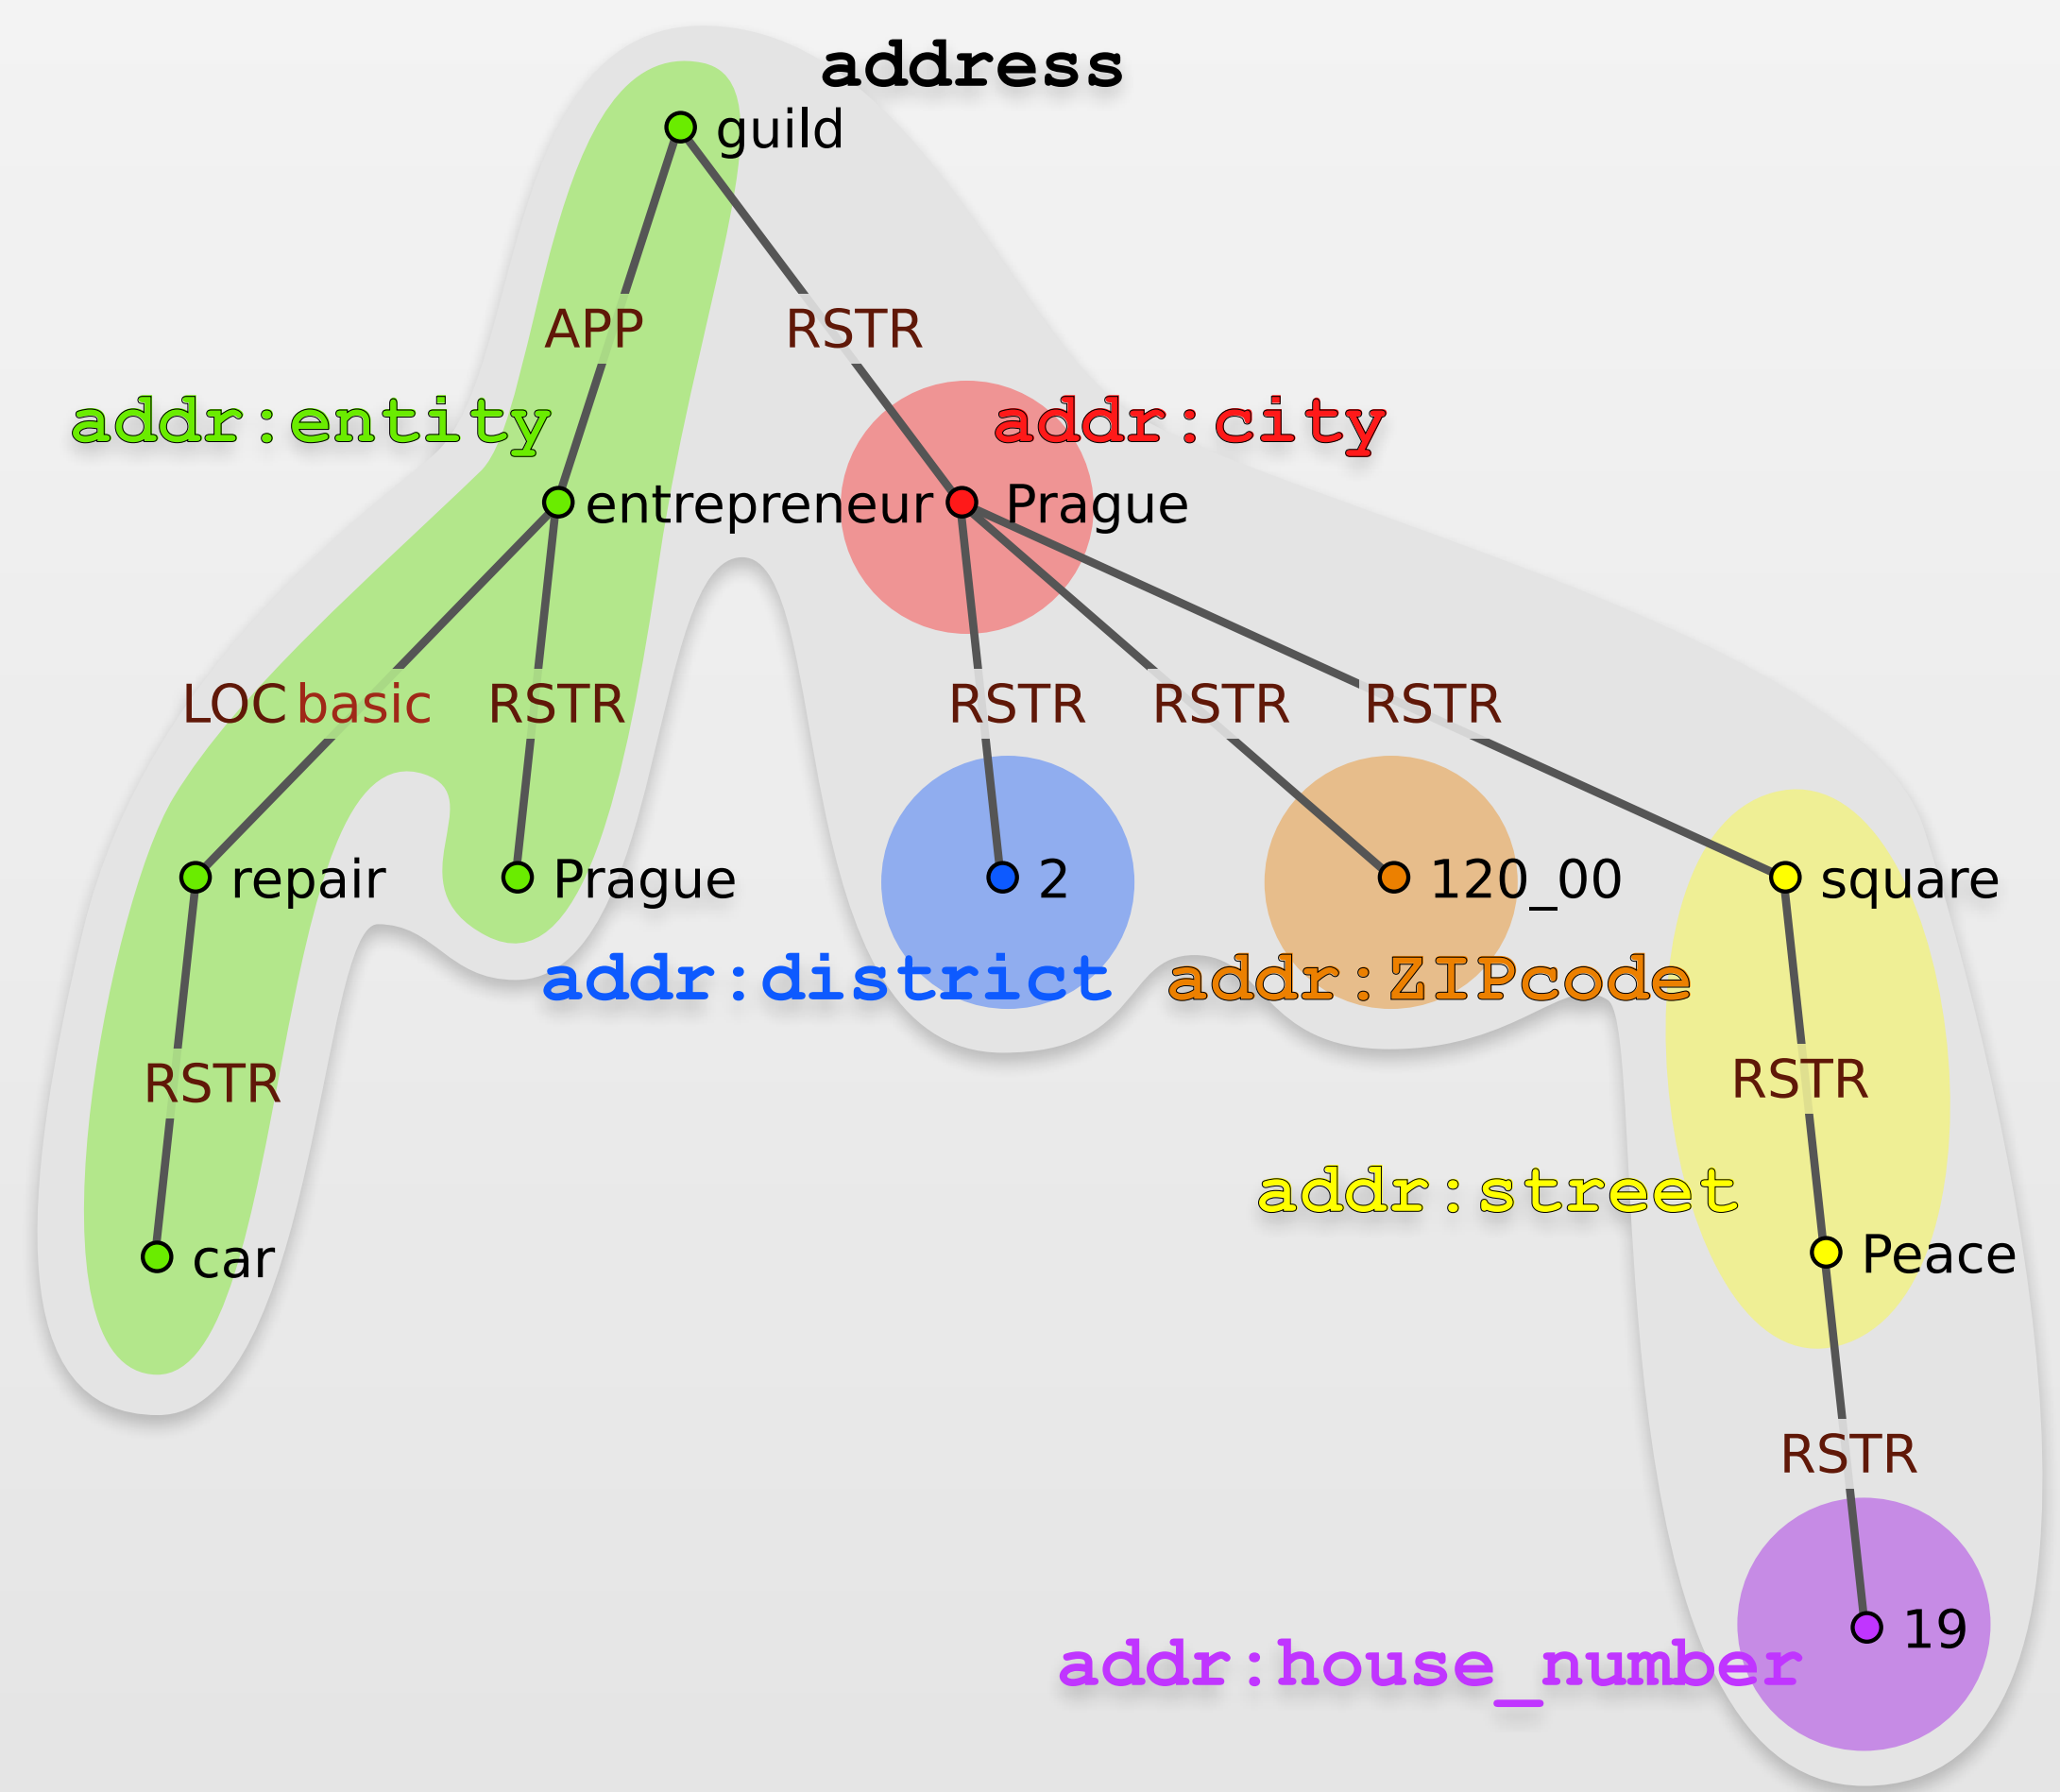 address
guild
APP RSTR
addr:entity addr:city
entrepreneur Prague
LOC basic RSTR RSTR RSTR RSTR
repair Prague 2 120_00 square
addr:district addr:ZIPcode
RSTR RSTR
addr:street
car Peace
RSTR
19
addr:house_number